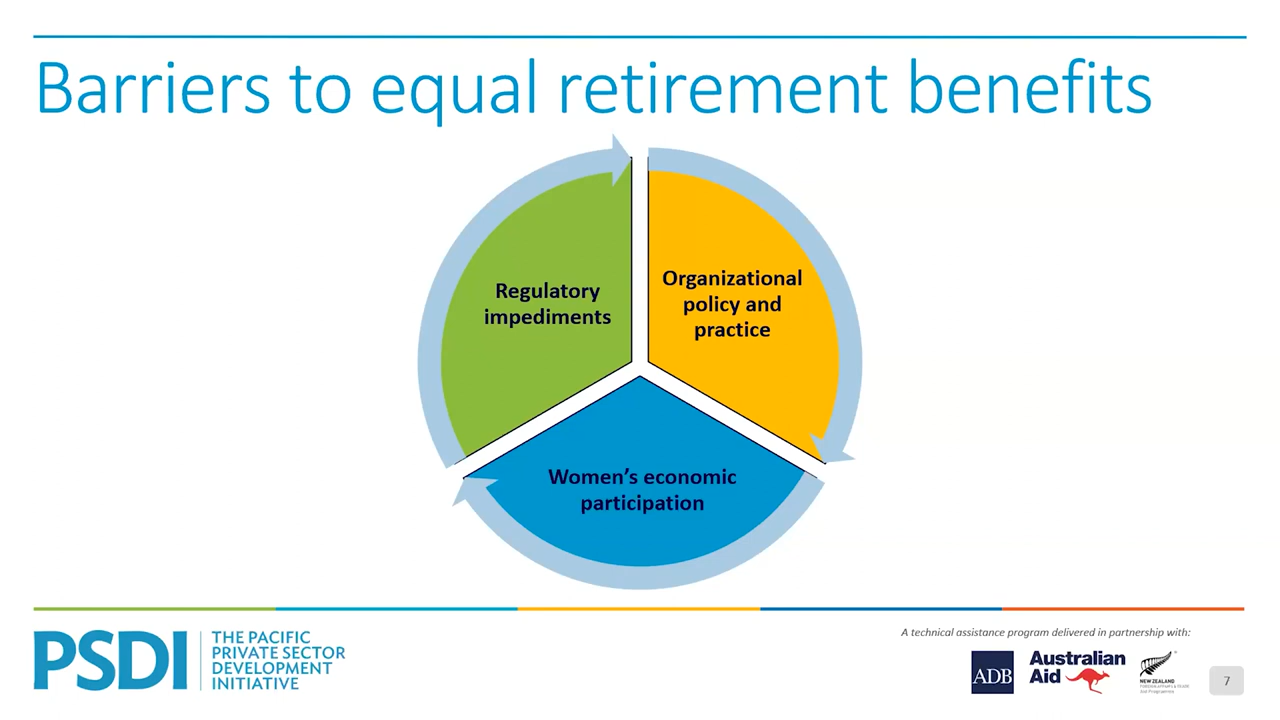 Barriers to equal retirement benefits
Regulatory
impediments
Organizational
policy and
practice
Women's economic
participation
PSDI
THE PACIFIC
PRIVATE SECTOR
DEVELOPMENT
INITIATIVE
A technical assistance program delivered in partnership with:
ADB
Australian
Aid
NEW ZEALAND
7